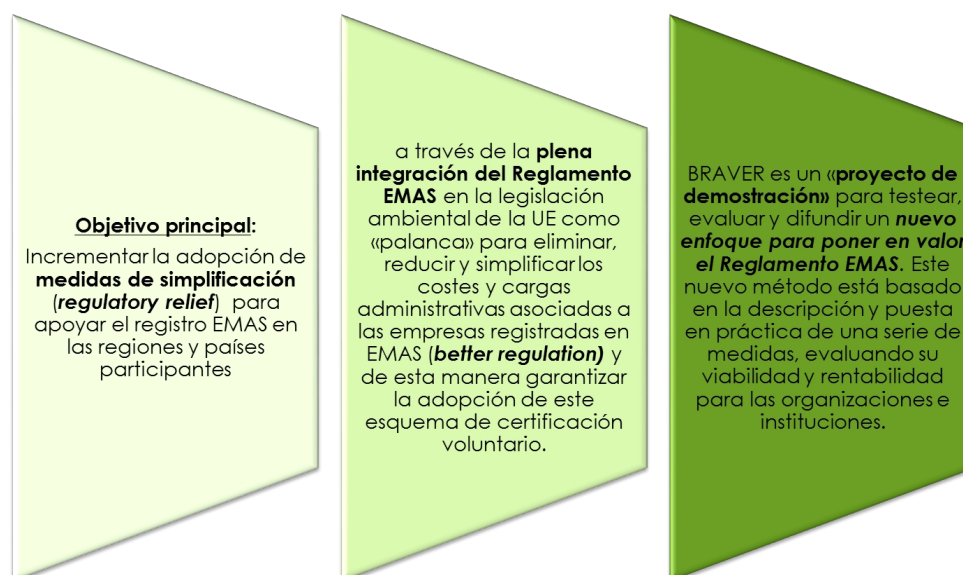 Objetivo principal:
Incrementar la adopción de
medidas de simplificación
(regulatory relief) para
apoyar el registro EMAS en
las regiones y países
participantes
a través de la plena
integración del Reglamento
EMAS en la legislación
ambiental de la UE como
«palanca» para eliminar,
reducir y simplificar los
costes y cargas
administrativas asociadas a
las empresas registradas en
EMAS (better regulation) y
de esta manera garantizar
la adopción de este
esquema de certificación
voluntario.
BRAVER es un «proyecto de
demostración» para testear,
evaluar y difundir un nuevo
enfoque para poner en valor
el Reglamento EMAS. Este
nuevo método está basado
en la descripción y puesta
en práctica de una serie de
medidas, evaluando su
viabilidad y rentabilidad
para las organizaciones e
instituciones.